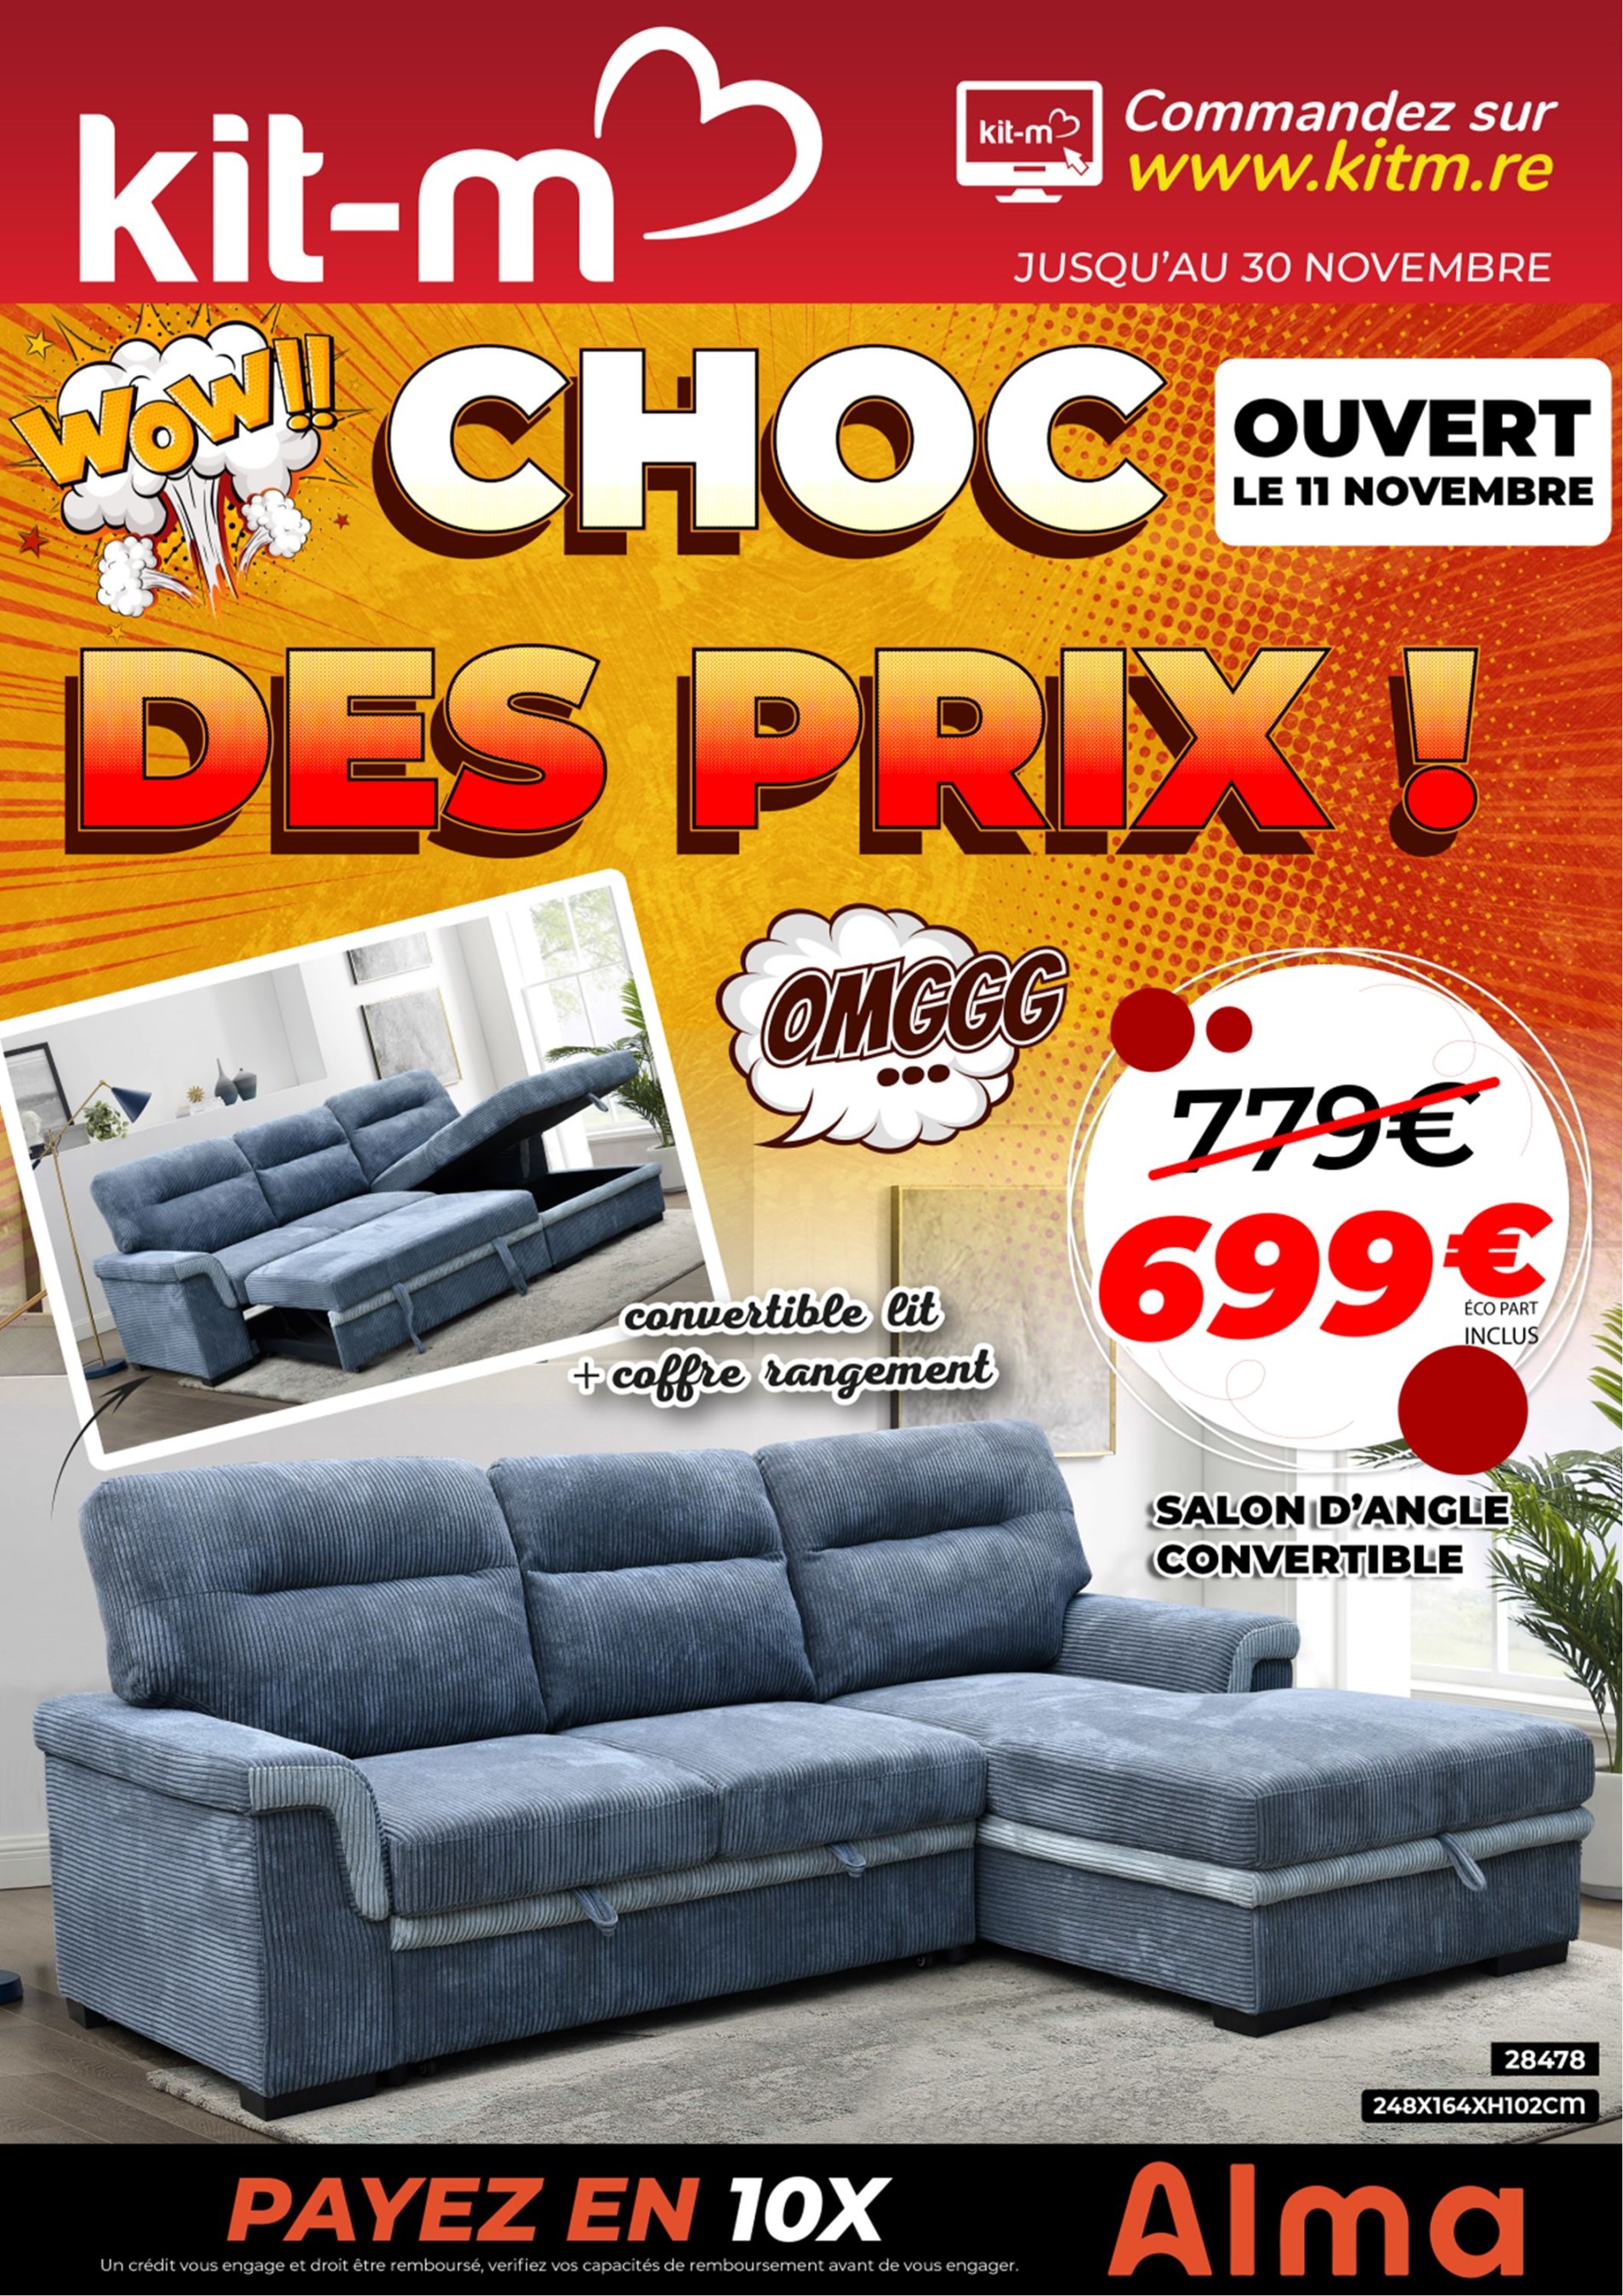 kit-m
kit-m
Commandez sur
www.kitm.re
JUSQU'AU 30 NOVEMBRE
WOW!!
CHOC
OUVERT
LE 11 NOVEMBRE
DES PRIX !
OMGGG
...
779€
699€
ÉCO PART
INCLUS
convertible lit
+ coffre rangement
SALON D'ANGLE
CONVERTIBLE
28478
248X164XH102Cm
PAYEZ EN 10X
Alma
Un crédit vous engage et droit être remboursé, verifiez vos capacités de remboursement avant de vous engager.